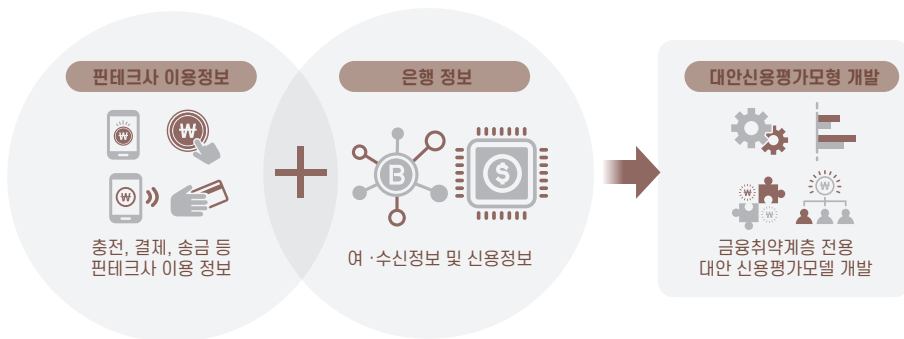 핀테크사 이용정보
은행 정보
대안신용평가모형 개발
₩
₩
₩
B
$
₩
₩
₩
충전, 결제, 송금 등
핀테크사 이용 정보
여 ·수신정보 및 신용정보
금융취약계층 전용
대안 신용평가모델 개발